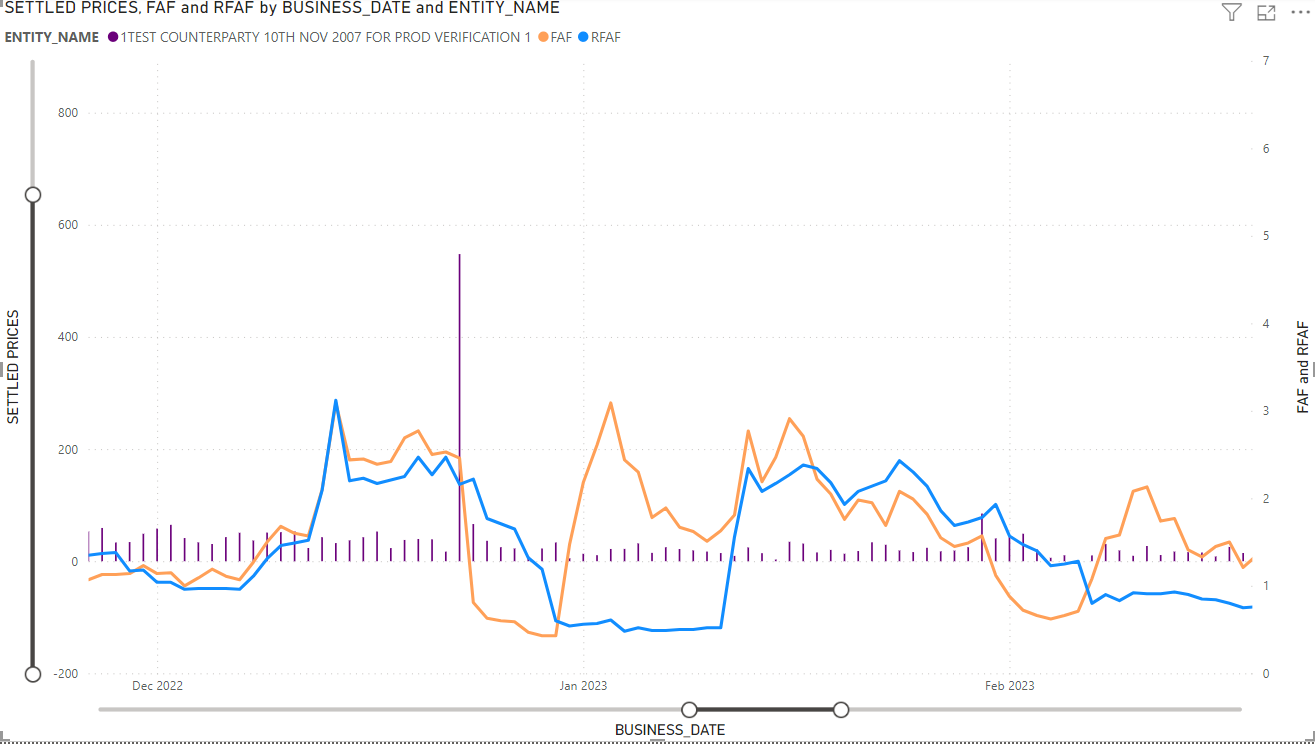 SETTLED PRICES, FAF and RFAF by BUSINESS_DATE and ENTITY_NAME
ENTITY_NAME 1TEST COUNTERPARTY 10TH NOV 2007 FOR PROD VERIFICATION 1 FAF RFAF
7
800
6
600
5
400
4
3
200
2
0
1
-200
0
SETTLED PRICES
FAF and RFAF
Dec 2022 Jan 2023 Feb 2023
BUSINESS_DATE